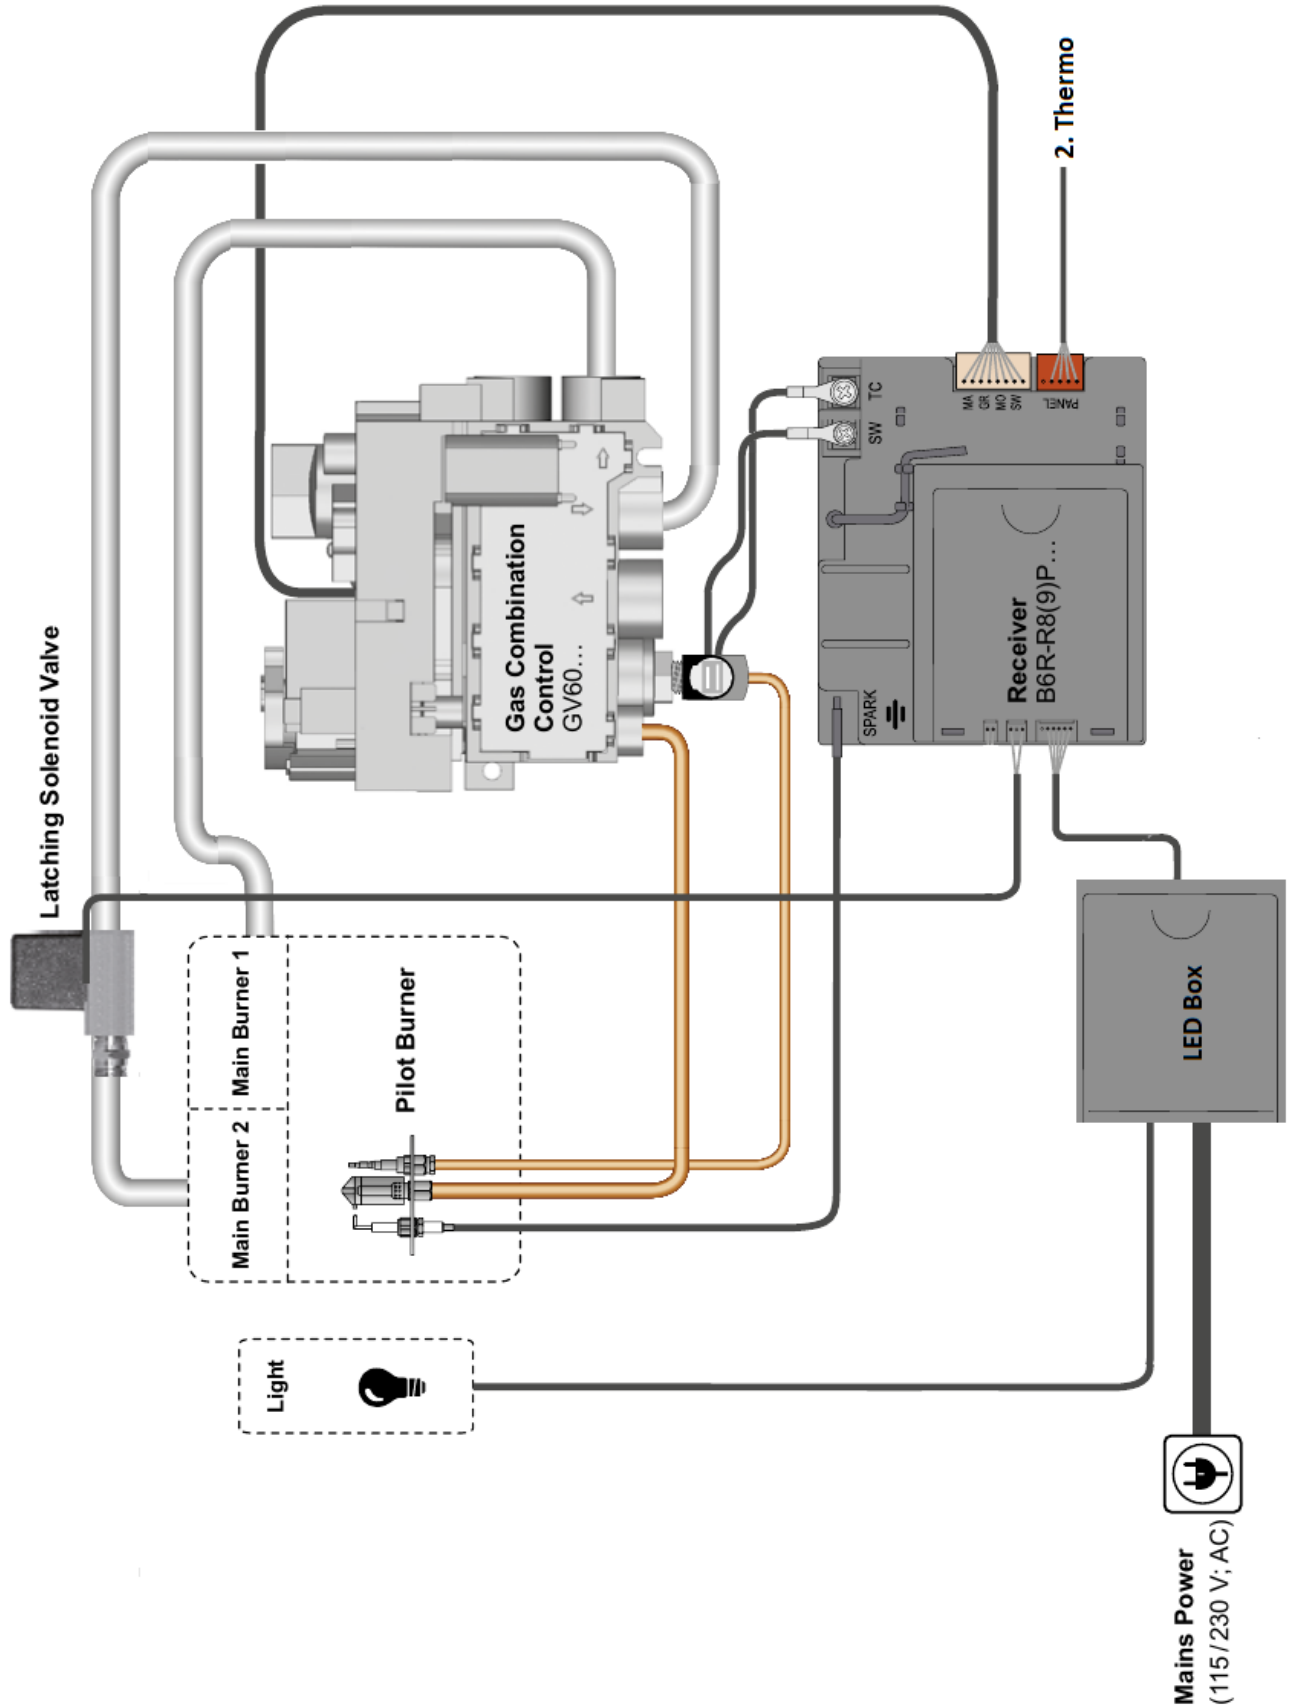 Latching Solenoid Valve
2. Thermo
Gas Combination
Control
GV60...
TC
SW
MA
GR
MO
SW
PANEL
SPARK
Receiver
B6R-R8(9)P...
Main Burner 1
Main Burner 2
Pilot Burner
LED Box
Light
Mains Power
(115/230 V; AC)